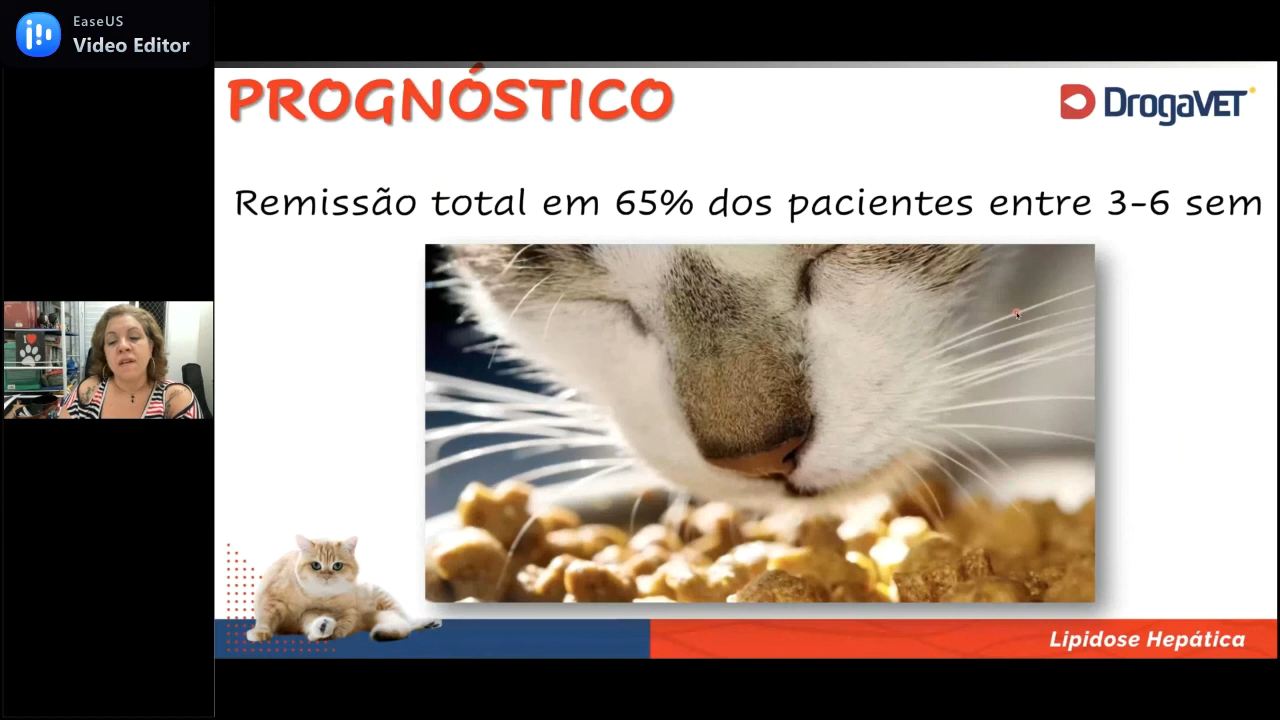 EaseUS
Video Editor
PROGNÓSTICO
DrogaVET
Remissão total em 65% dos pacientes entre 3-6 sem
Lipidose Hepática